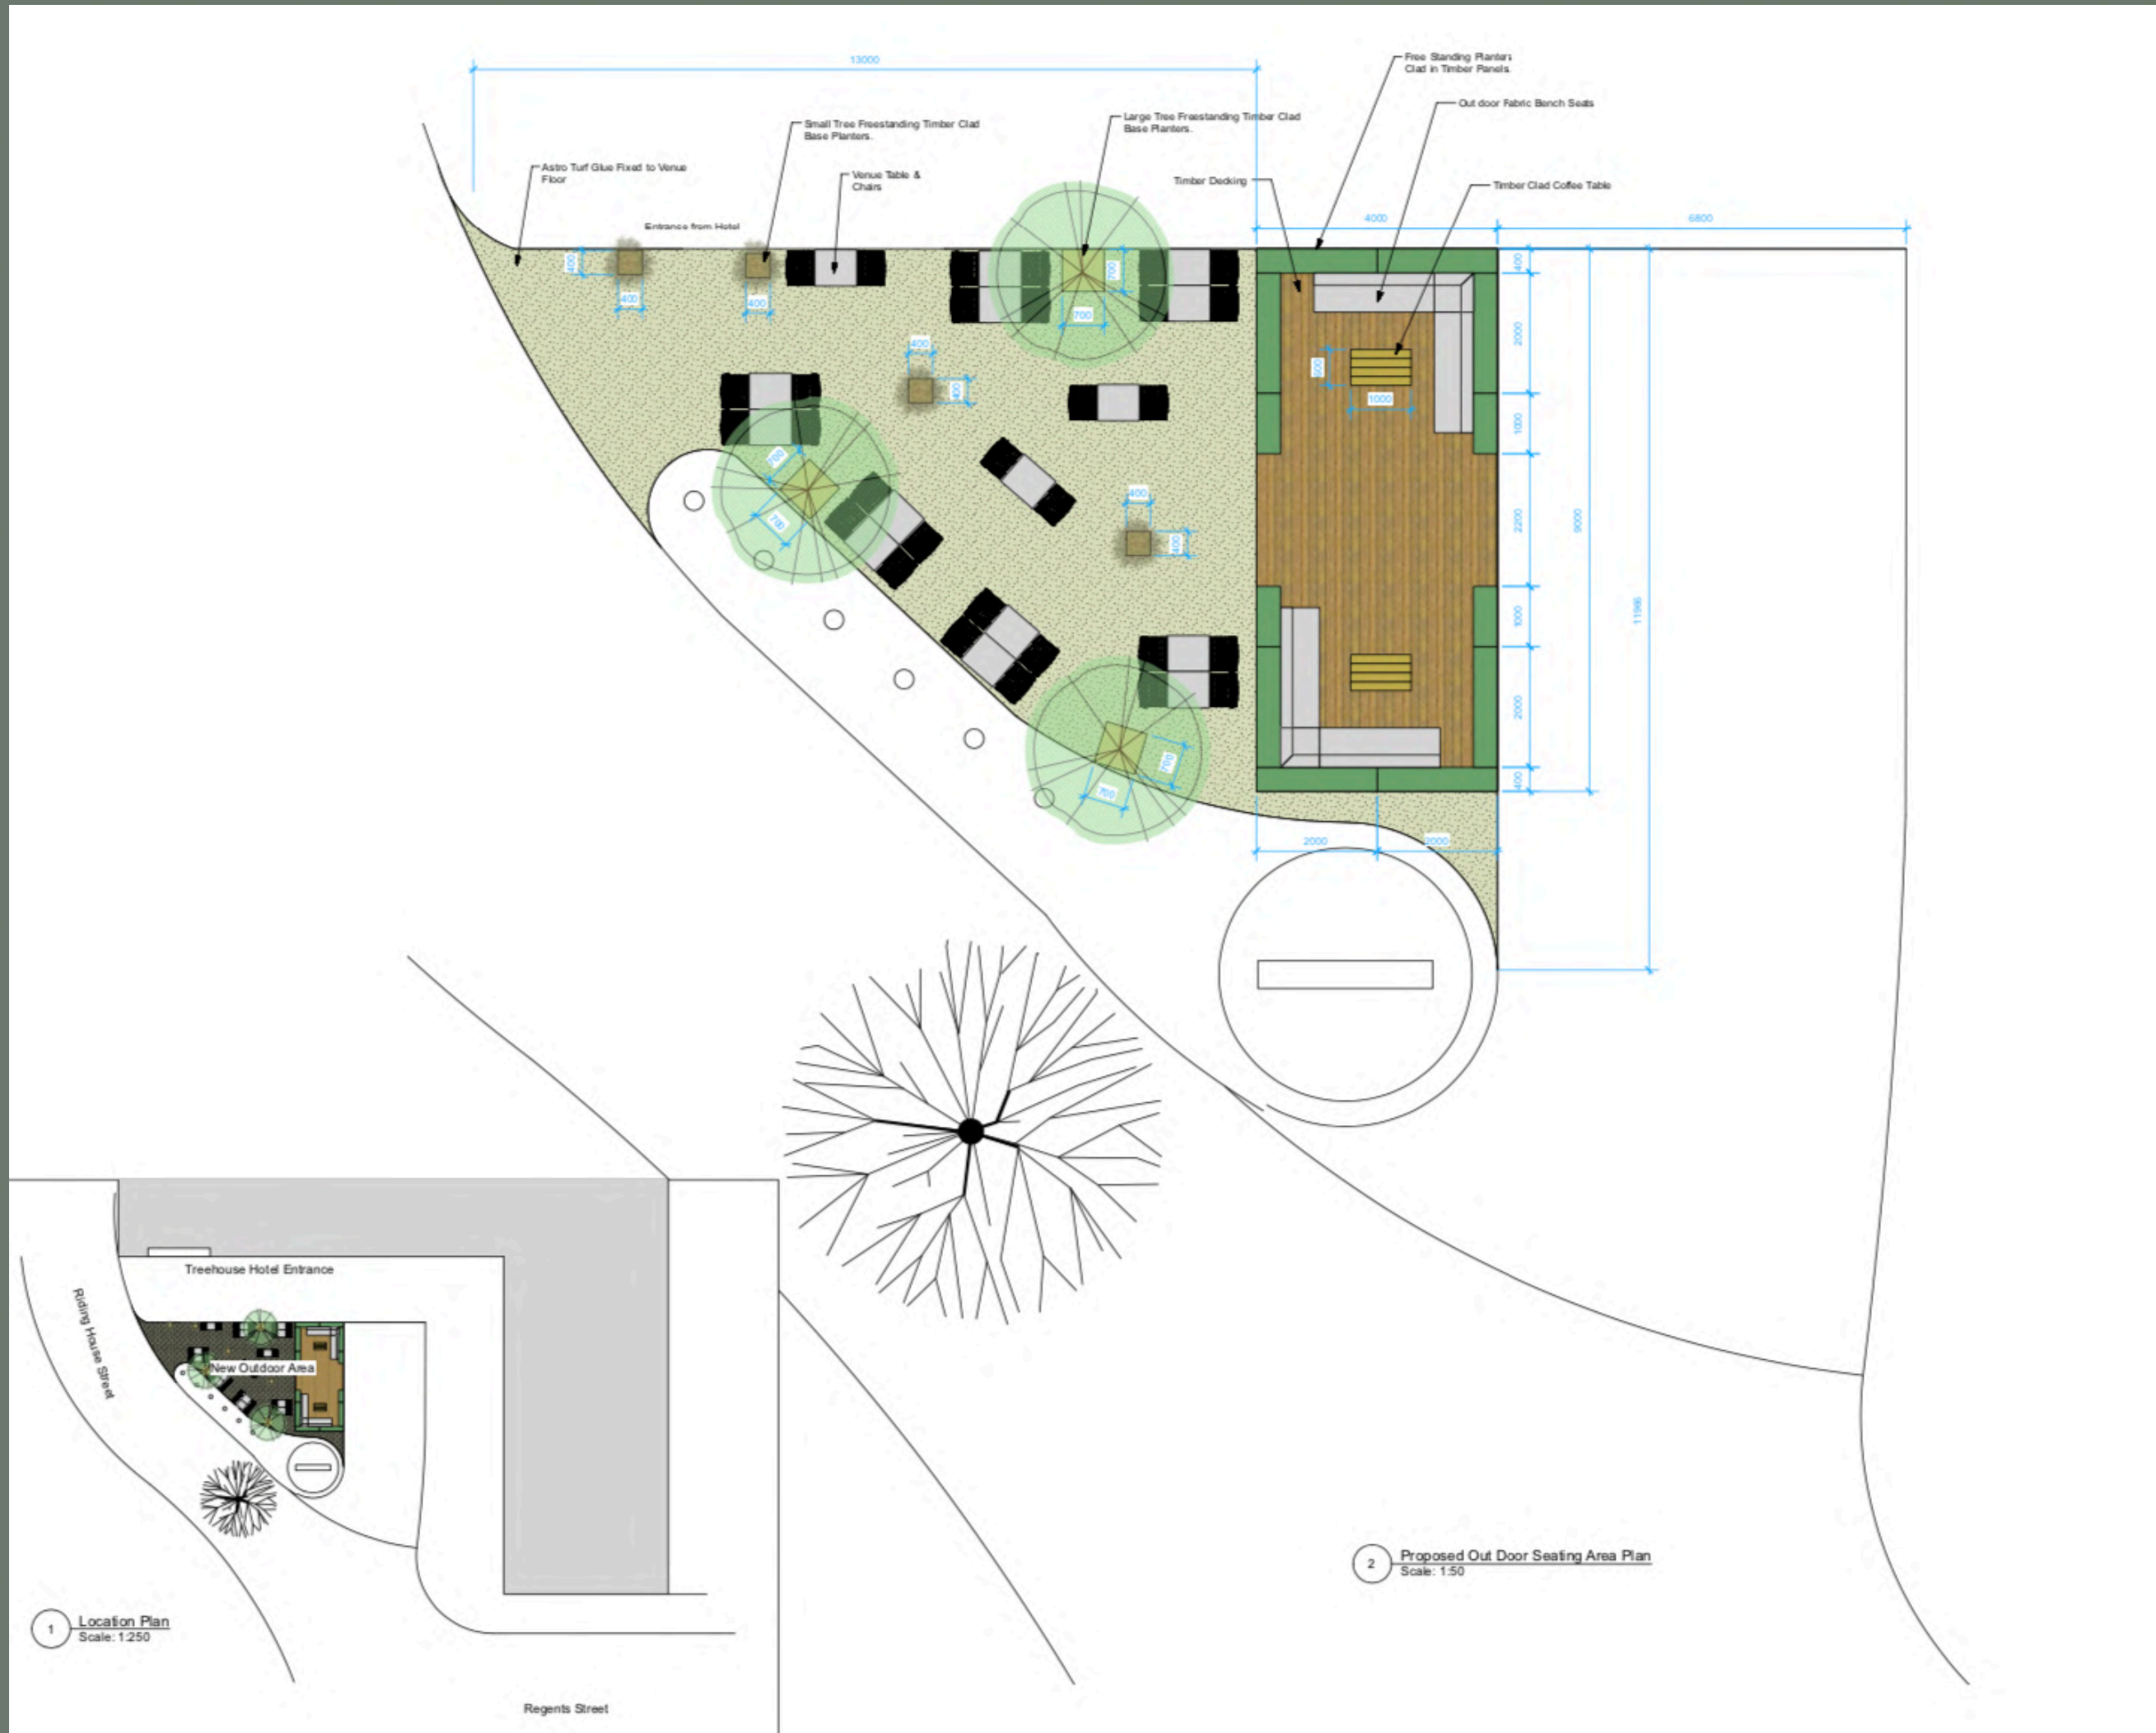 13000
Free Standing Planters
Clad in Timber Panels.
Out door Fabric Bench Seats
Small Tree Freestanding Timber Clad
Base Planters.
Large Tree Freestanding Timber Clad
Base Planters.
Astro Turf Glue Fixed to Venue
Floor
Venue Table &
Chairs
Timber Decking
Timber Clad Coffee Table
Entrance from Hotel
4000
6800
400
400
400
700
700
400
2000
600
1000
400
400
1000
700
700
400
400
2200
9000
11966
1000
2000
700
700
400
2000
2000
Treehouse Hotel Entrance
Riding House Street
New Outdoor Area
1
Location Plan
Scale: 1:250
Regents Street
2
Proposed Out Door Seating Area Plan
Scale: 1:50